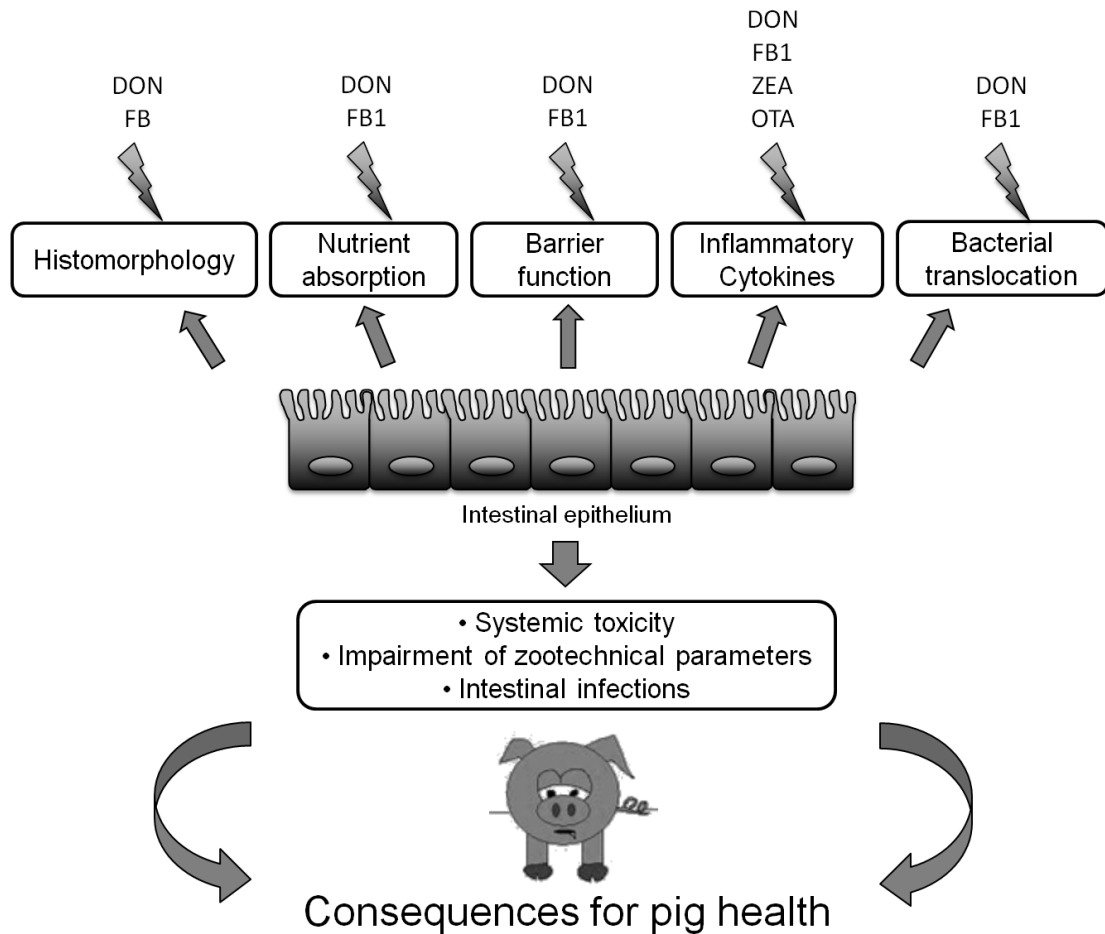 DON
FB
DON
FB1
DON
FB1
DON
FB1
ZEA
OTA
DON
FB1
Histomorphology
Nutrient
absorption
Barrier
function
Inflammatory
Cytokines
Bacterial
translocation
Intestinal epithelium
• Systemic toxicity
• Impairment of zootechnical parameters
• Intestinal infections
Consequences for pig health